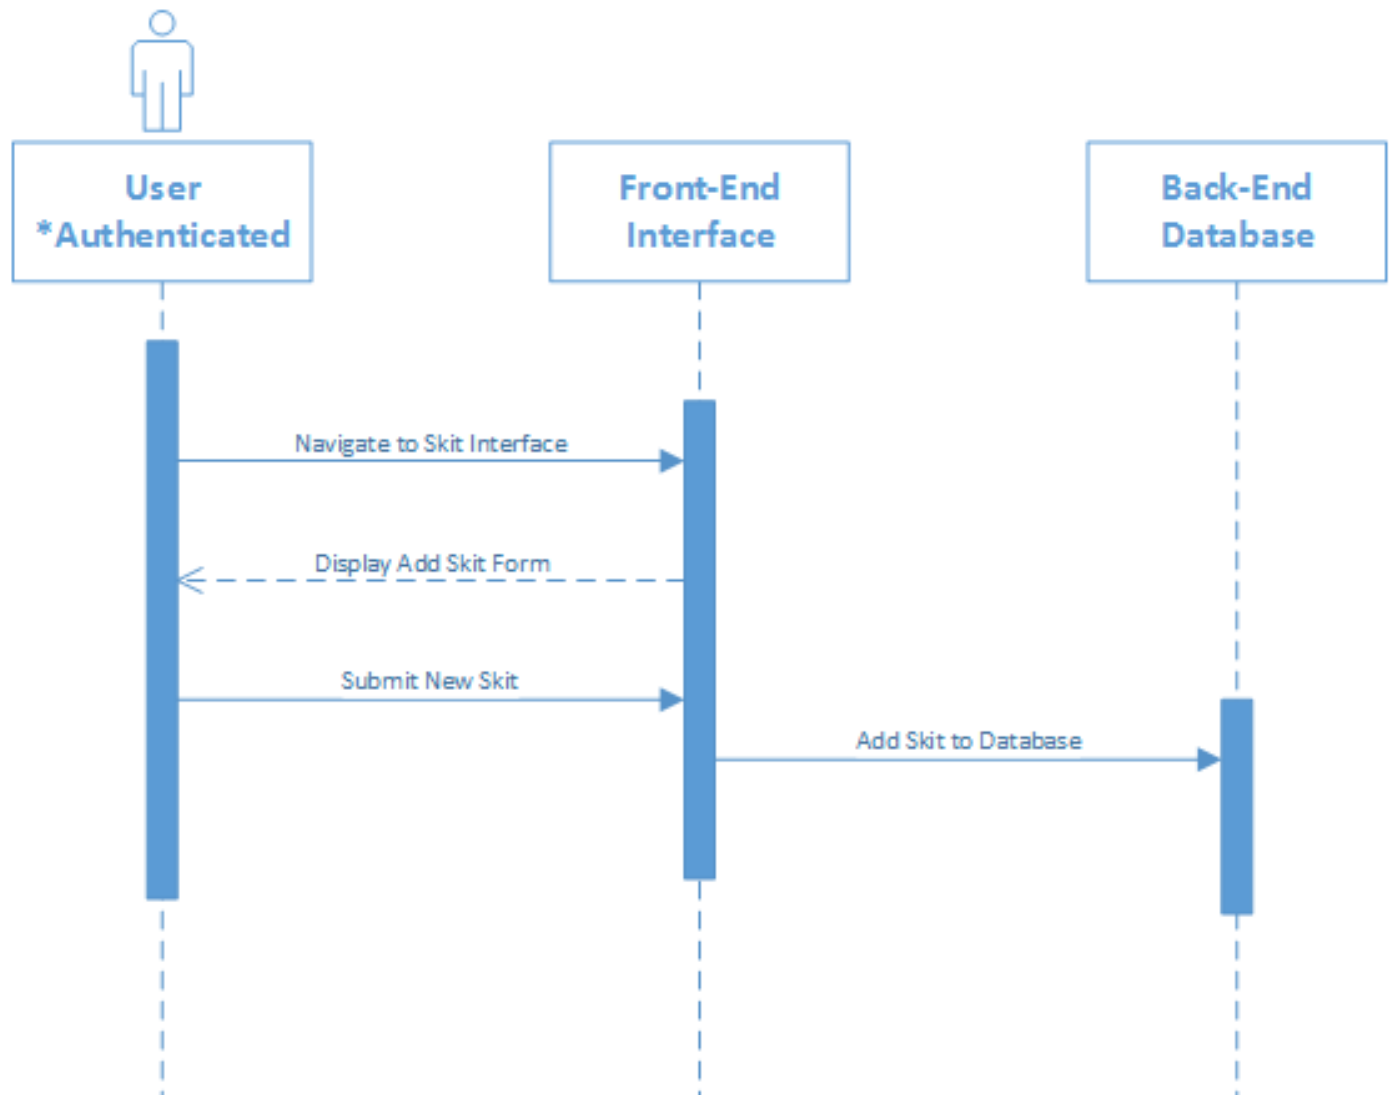 User
*Authenticated
Front-End
Interface
Back-End
Database
Navigate to Skit Interface
Display Add Skit Form
Submit New Skit
Add Skit to Database